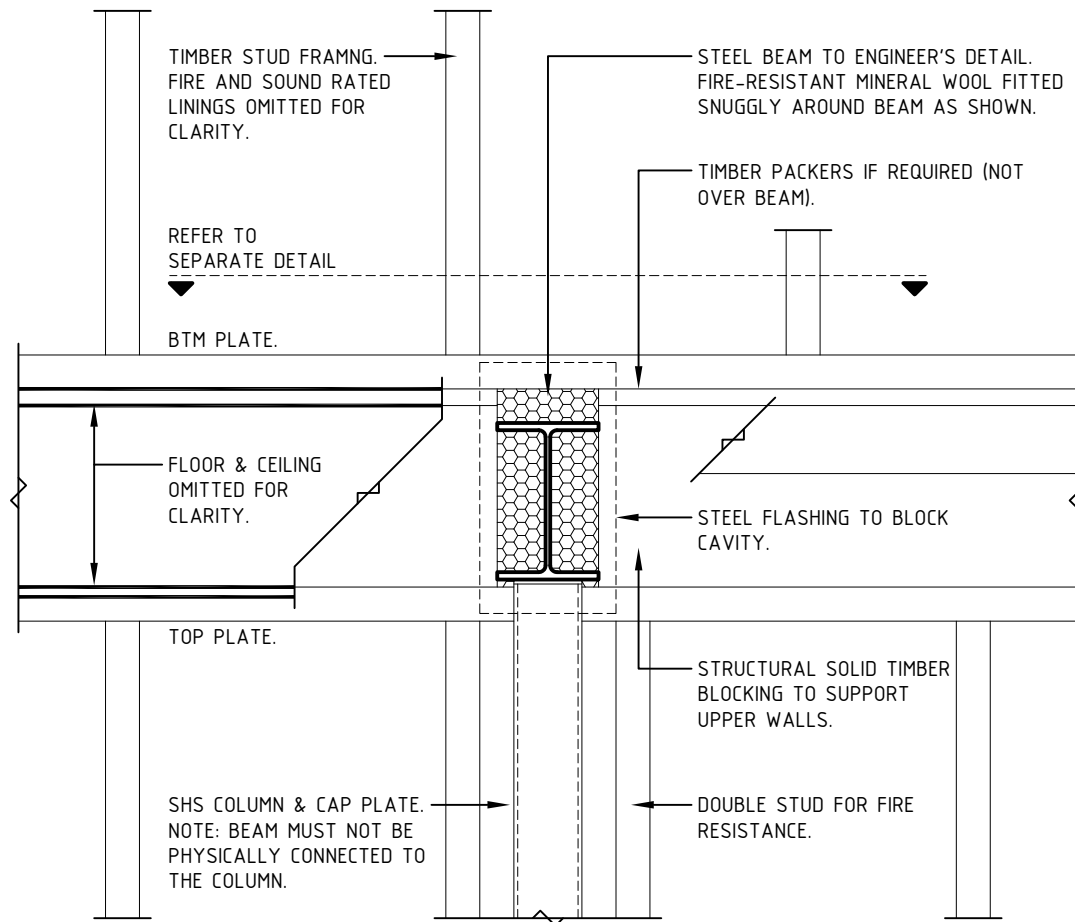 TIMBER STUD FRAMNG.
FIRE AND SOUND RATED
LININGS OMITTED FOR
CLARITY.
STEEL BEAM TO ENGINEER'S DETAIL.
FIRE-RESISTANT MINERAL WOOL FITTED
SNUGGLY AROUND BEAM AS SHOWN.
TIMBER PACKERS IF REQUIRED (NOT
OVER BEAM).
REFER TO
SEPARATE DETAIL
BTM PLATE.
FLOOR & CEILING
OMITTED FOR
CLARITY.
STEEL FLASHING TO BLOCK
CAVITY.
TOP PLATE.
STRUCTURAL SOLID TIMBER
BLOCKING TO SUPPORT
UPPER WALLS.
SHS COLUMN & CAP PLATE.
NOTE: BEAM MUST NOT BE
PHYSICALLY CONNECTED TO
THE COLUMN.
DOUBLE STUD FOR FIRE
RESISTANCE.